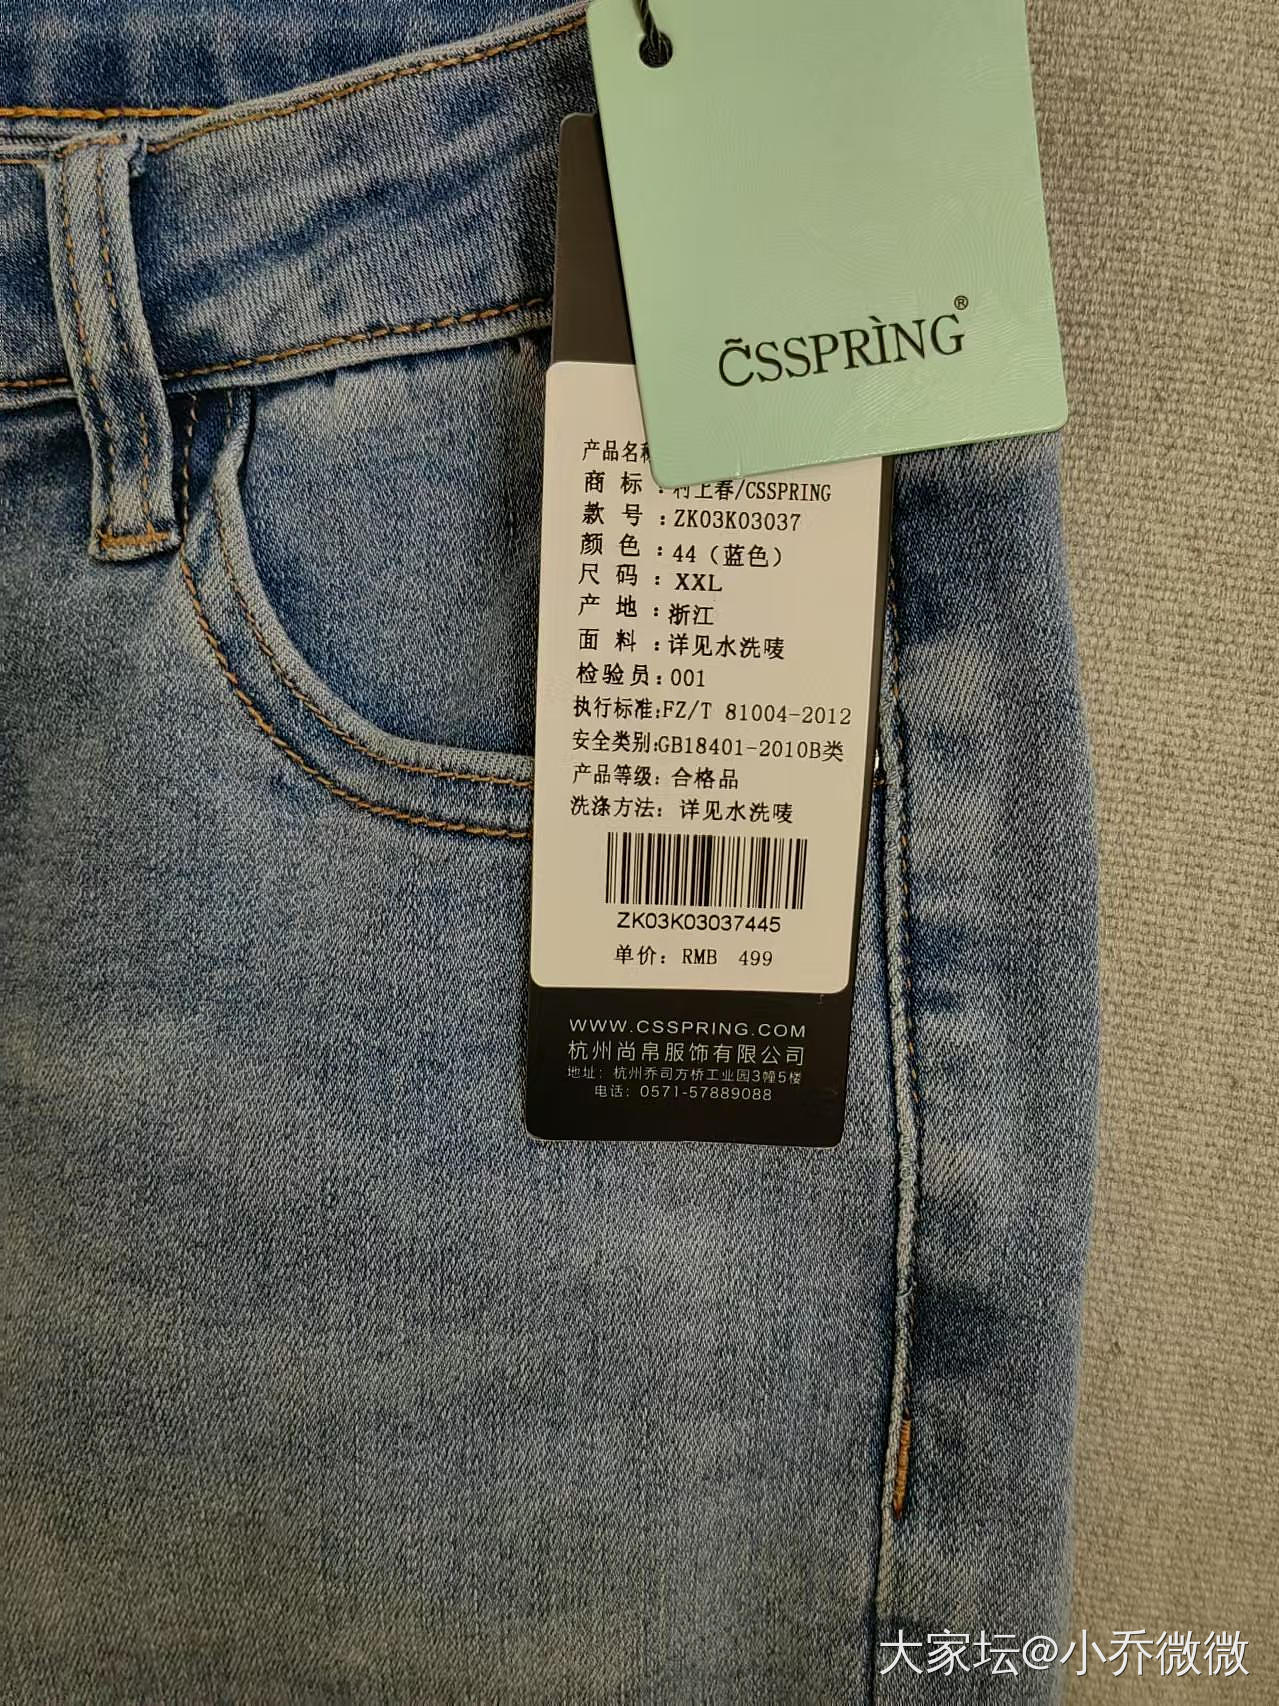 C̃SSPRÌNG®
产品名称
商 标：村上春/CSSPRING
款 号：ZK03K03037
颜 色：44（蓝色）
尺 码：XXL
产 地：浙江
面 料：详见水洗唛
检验员：001
执行标准:FZ/T 81004-2012
安全类别:GB18401-2010B类
产品等级：合格品
洗涤方法：详见水洗唛
ZK03K03037445
单价：RMB 499
WWW.CSSPRING.COM
杭州尚帛服饰有限公司
地址：杭州乔司方桥工业园3幢5楼
电话：0571-57889088
大家坛@小乔微微